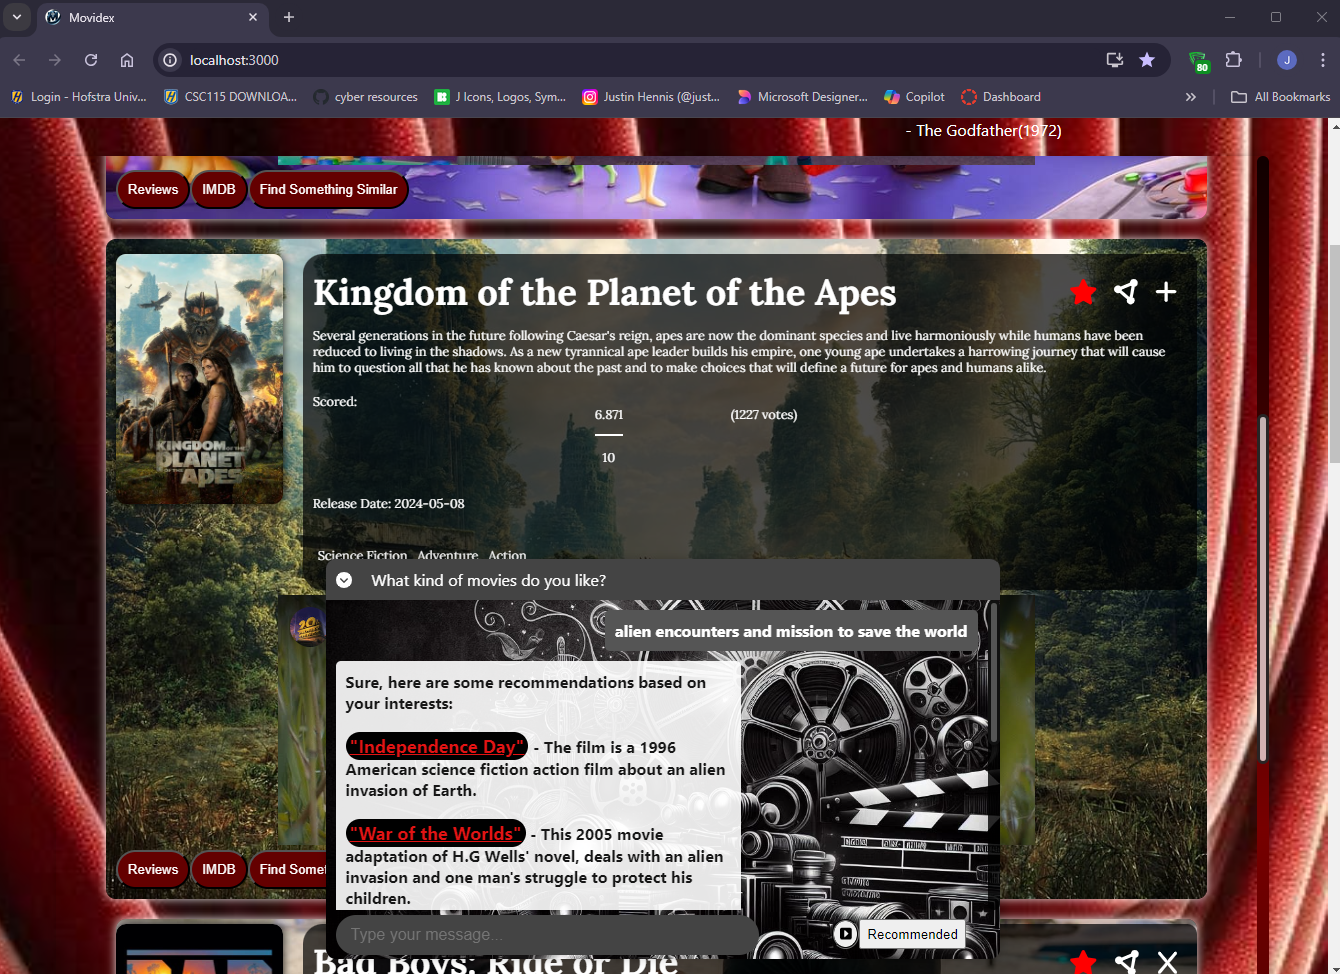 Movidex
localhost:3000
80
J
Login - Hofstra Univ...
CSC115 DOWNLOA...
cyber resources
J Icons, Logos, Sym...
Justin Hennis (@just...
Microsoft Designer...
Copilot
Dashboard
All Bookmarks
- The Godfather(1972)
Reviews
IMDB
Find Something Similar
KINGDOM OF THE
PLANET
OF THE APES
Kingdom of the Planet of the Apes
Several generations in the future following Caesar's reign, apes are now the dominant species and live harmoniously while humans have been
reduced to living in the shadows. As a new tyrannical ape leader builds his empire, one young ape undertakes a harrowing journey that will cause
him to question all that he has known about the past and to make choices that will define a future for apes and humans alike.
Scored:
6.871
(1227 votes)
10
Release Date: 2024-05-08
Science Fiction Adventure Action
What kind of movies do you like?
20
alien encounters and mission to save the world
Sure, here are some recommendations based on
your interests:
"Independence Day" - The film is a 1996
American science fiction action film about an alien
invasion of Earth.
"War of the Worlds" - This 2005 movie
adaptation of H.G Wells' novel, deals with an alien
invasion and one man's struggle to protect his
children.
Reviews
IMDB
Find Somet
Type your message...
Recommended
Bad Boys: Ride or Die